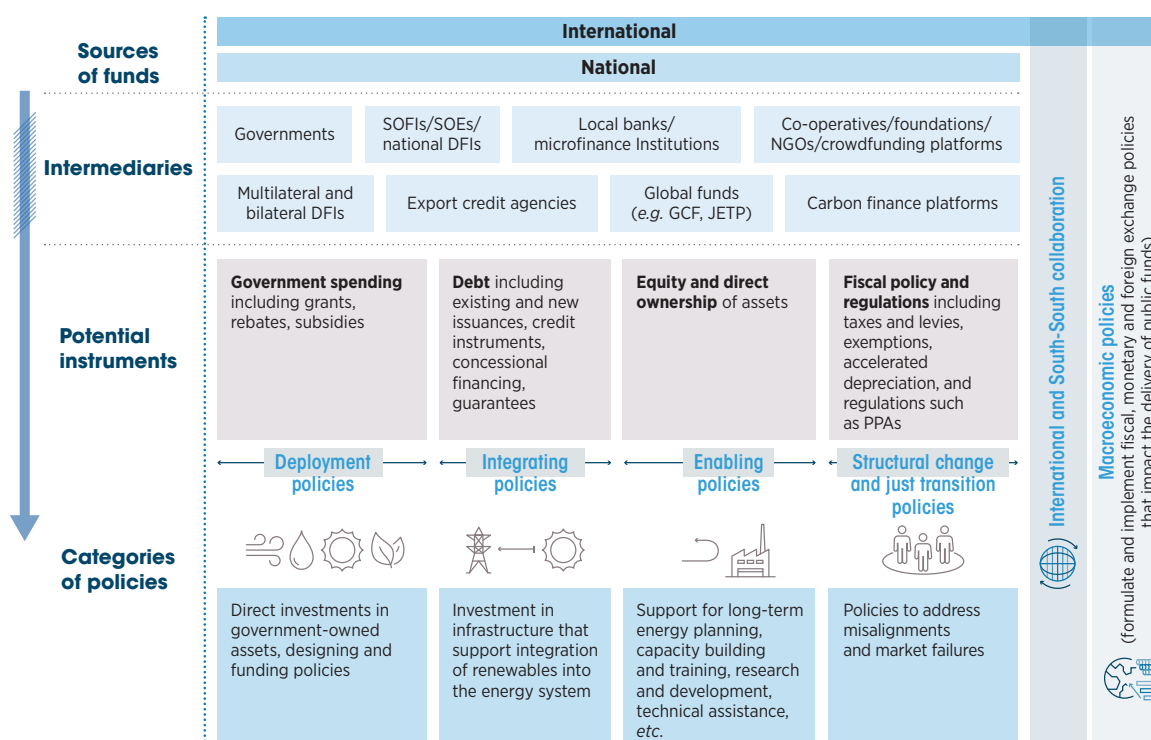 International
National
Sources
of funds
Governments
SOFIs/SOEs/
national DFIs
Local banks/
microfinance Institutions
Co-operatives/foundations/
NGOs/crowdfunding platforms
Intermediaries
Multilateral and
bilateral DFIs
Export credit agencies
Global funds
(e.g. GCF, JETP)
Carbon finance platforms
Potential
instruments
Government spending
including grants,
rebates, subsidies
Debt including
existing and new
issuances, credit
instruments,
concessional
financing,
guarantees
Equity and direct
ownership of assets
Fiscal policy and
regulations including
taxes and levies,
exemptions,
accelerated
depreciation, and
regulations such
as PPAs
Categories
of policies
Deployment
policies
Integrating
policies
Enabling
policies
Structural change
and just transition
policies
Direct investments in
government-owned
assets, designing and
funding policies
Investment in
infrastructure that
support integration
of renewables into
the energy system
Support for long-term
energy planning,
capacity building
and training, research
and development,
technical assistance,
etc.
Policies to address
misalignments
and market failures
International and South-South collaboration
Macroeconomic policies
(formulate and implement fiscal, monetary and foreign exchange policies
that impact the delivery of public funds)